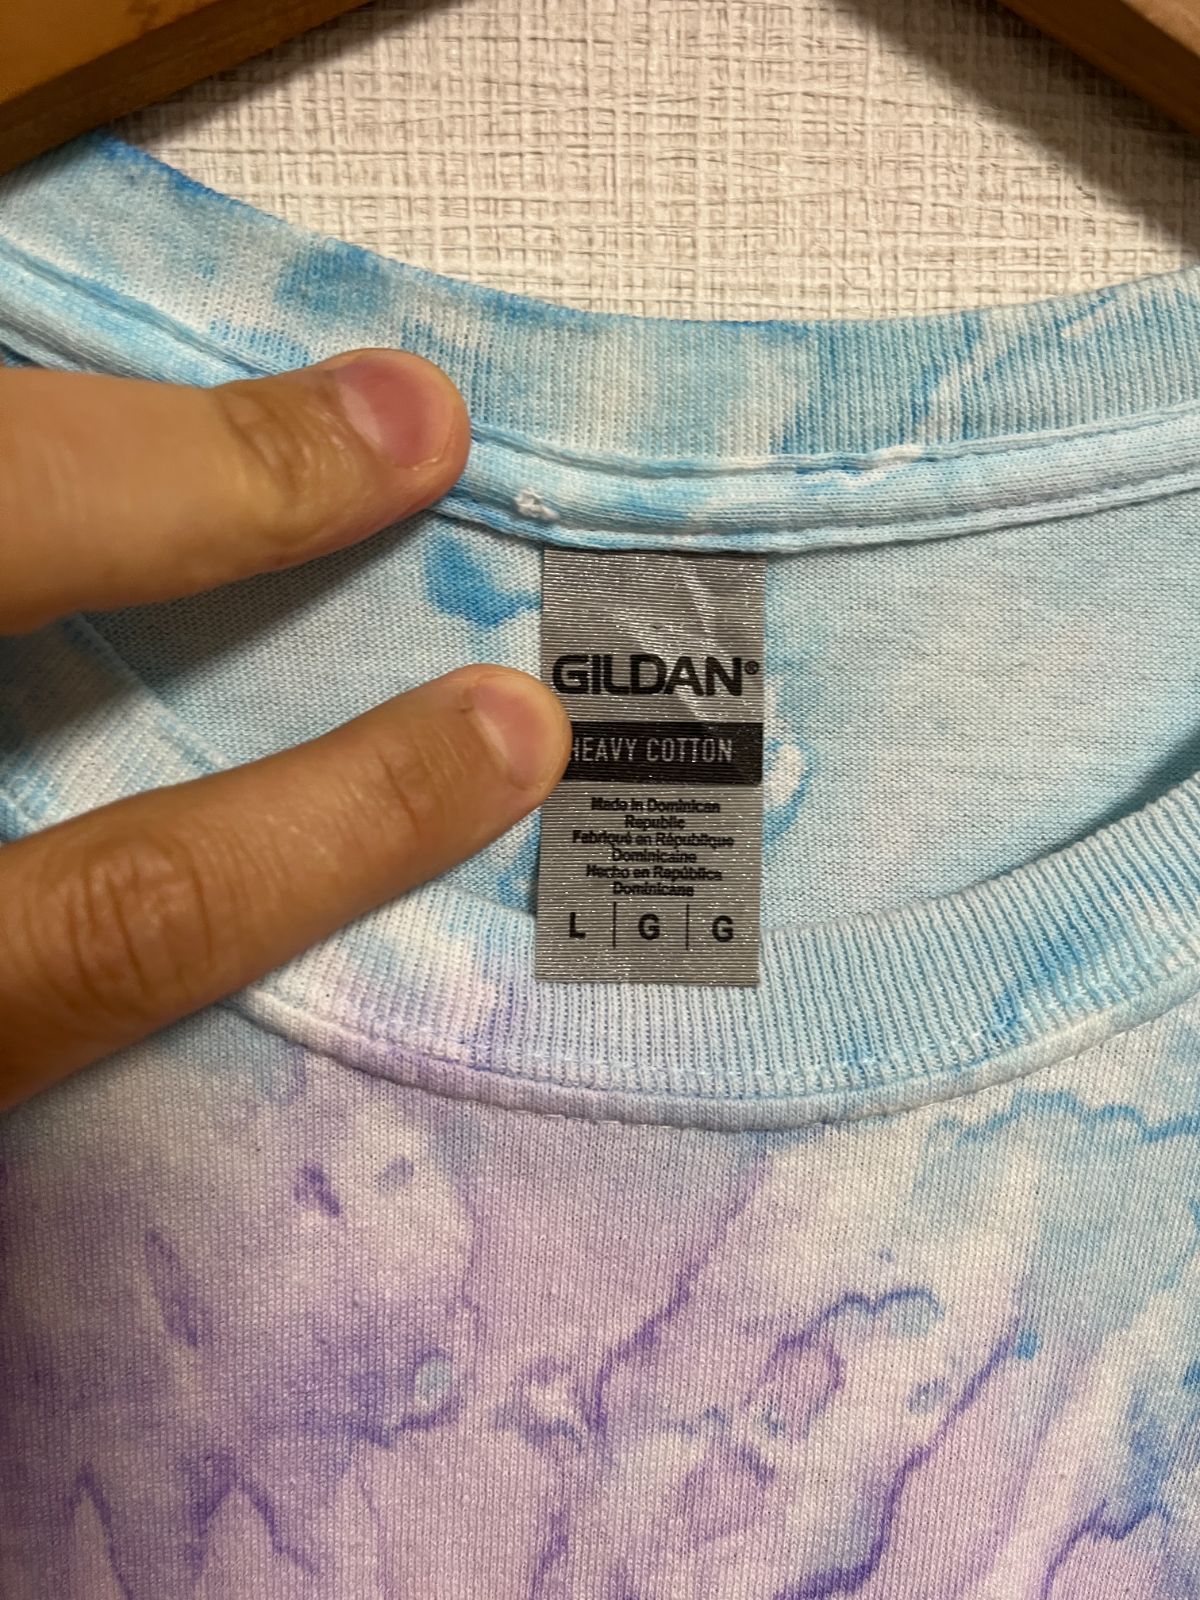 GILDAN®
HEAVY COTTON
Made in Dominican
Republic
Fabriqué en République
Dominicaine
Hecho en República
Dominicana
L | G | G